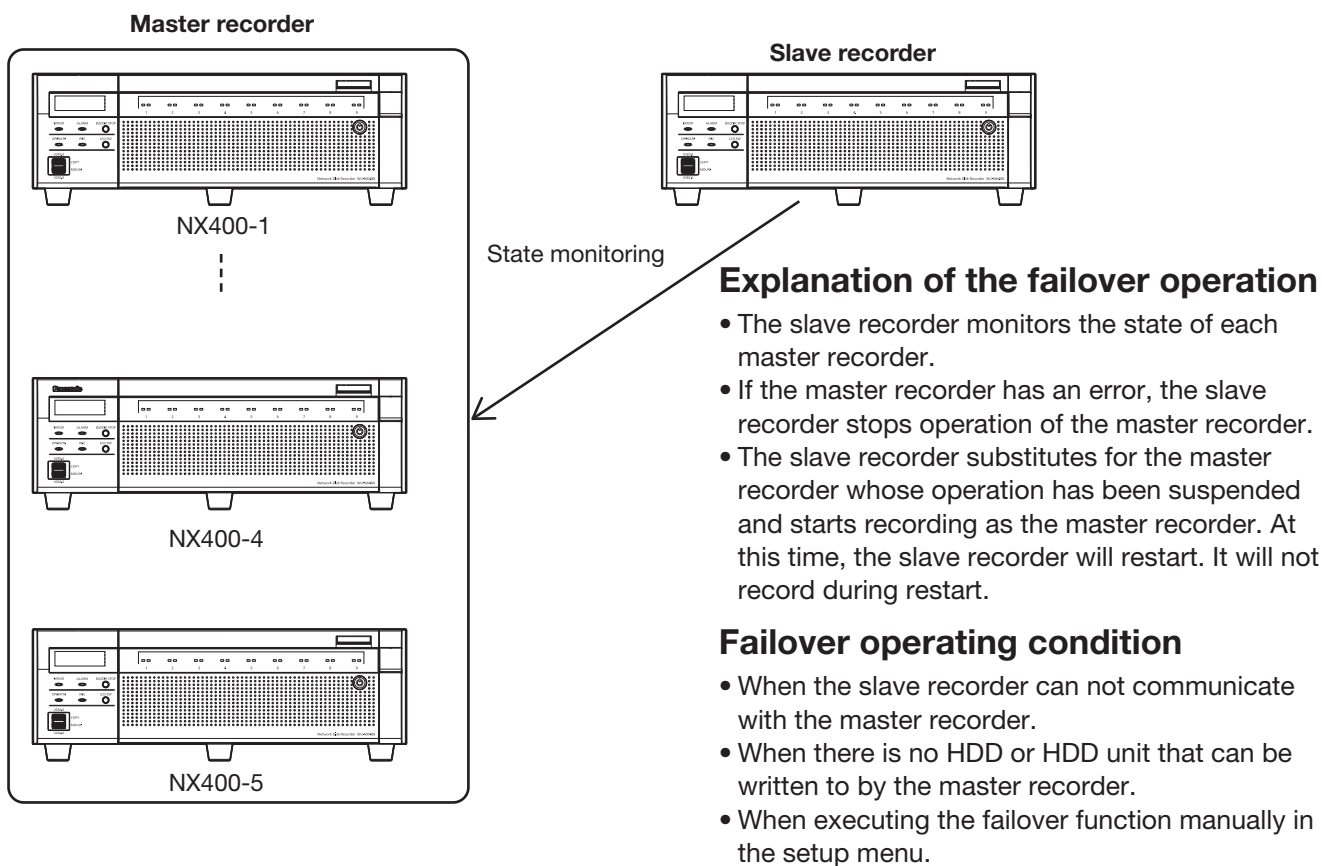 Master recorder
Slave recorder
NX400-1
State monitoring
NX400-4
NX400-5
Explanation of the failover operation
• The slave recorder monitors the state of each
master recorder.
• If the master recorder has an error, the slave
recorder stops operation of the master recorder.
• The slave recorder substitutes for the master
recorder whose operation has been suspended
and starts recording as the master recorder. At
this time, the slave recorder will restart. It will not
record during restart.
Failover operating condition
• When the slave recorder can not communicate
with the master recorder.
• When there is no HDD or HDD unit that can be
written to by the master recorder.
• When executing the failover function manually in
the setup menu.